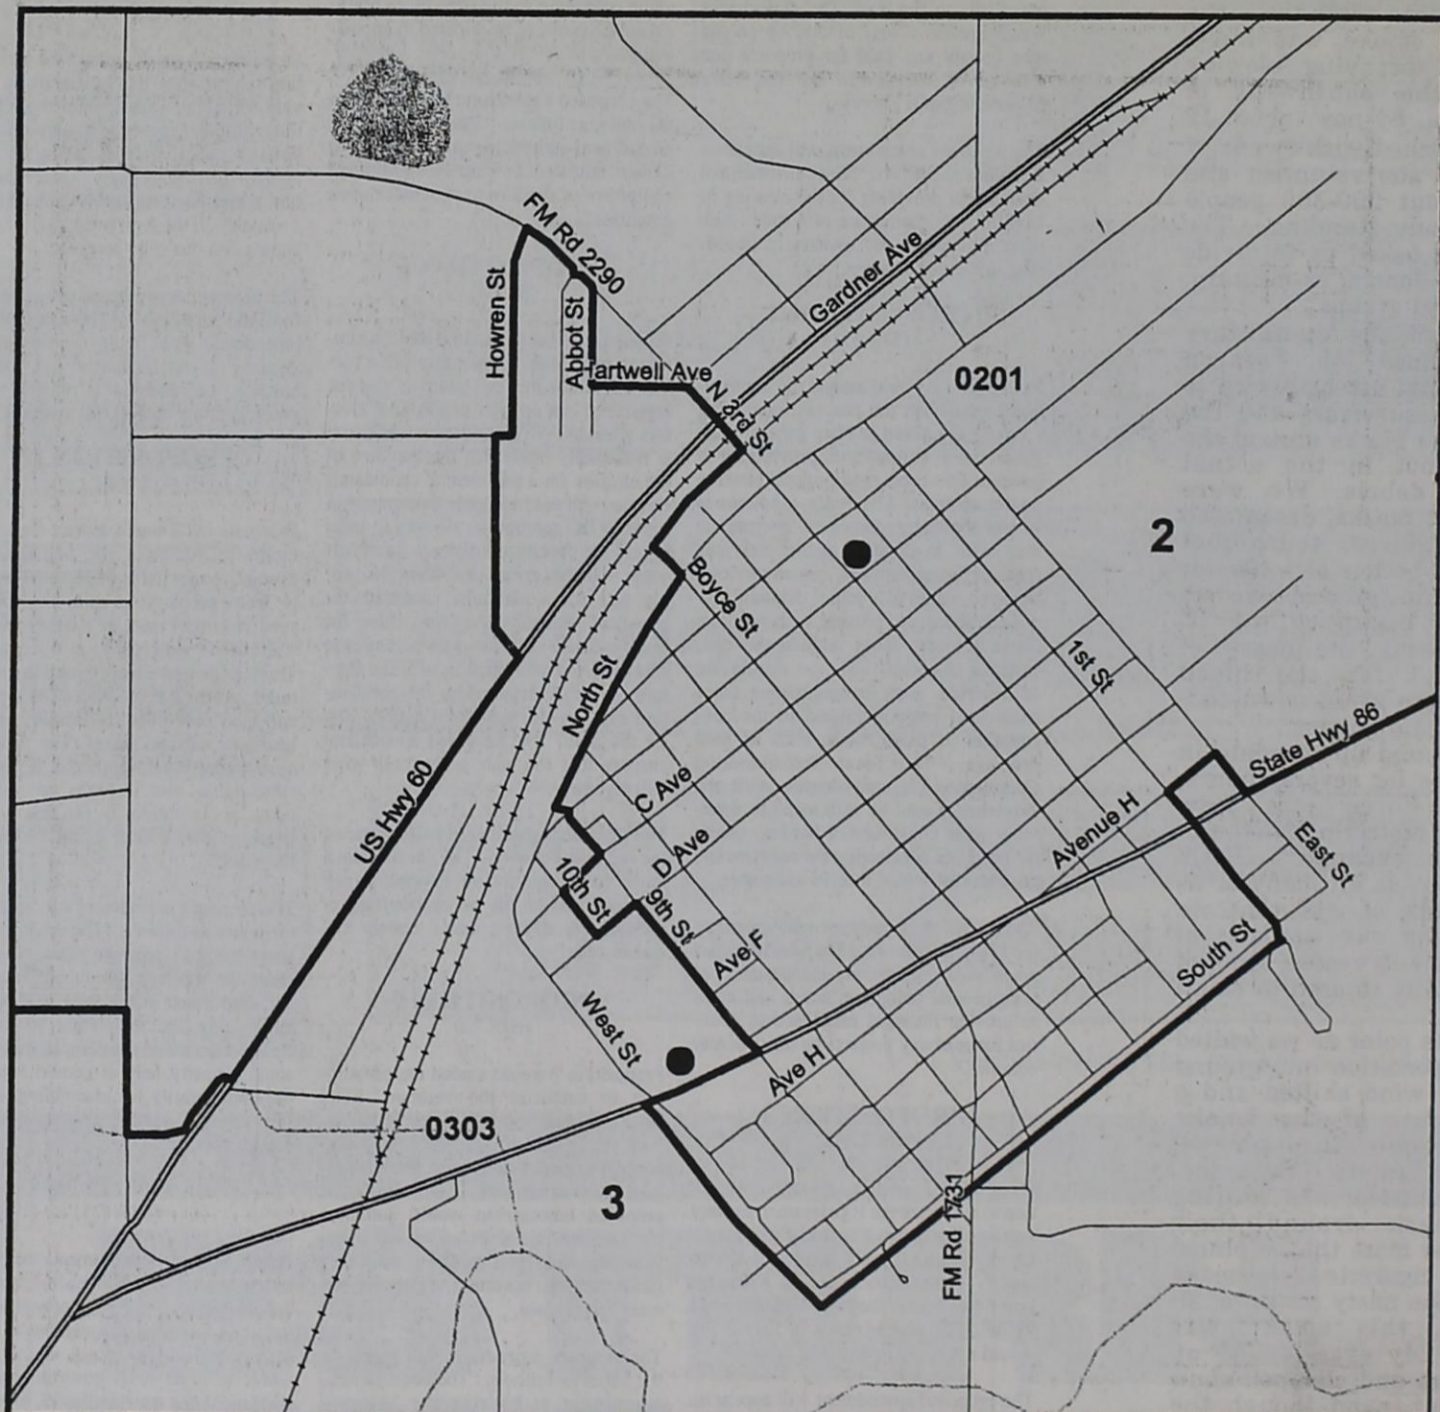 FM Rd 2290
Howren St
Abbot St
Hartwell Ave
N 3rd St
Gardner Ave
0201
2
Boyce St
1st St
North St
US Hwy 60
C Ave
D Ave
10th St
9th St
Ave F
West St
Ave H
Avenue H
State Hwy 86
East St
South St
FM Rd 1731
0303
3